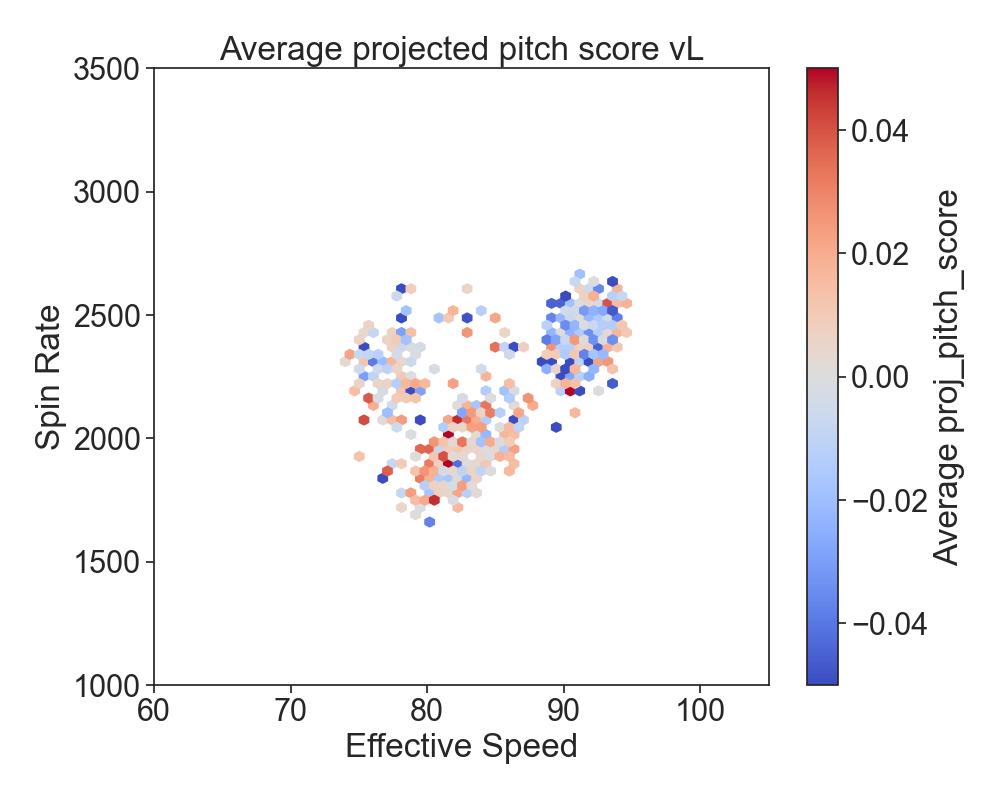 Average projected pitch score vL
3500
3000
2500
2000
1500
1000
Spin Rate
60 70 80 90 100
Effective Speed
0.04
0.02
0.00
−0.02
−0.04
Average proj_pitch_score